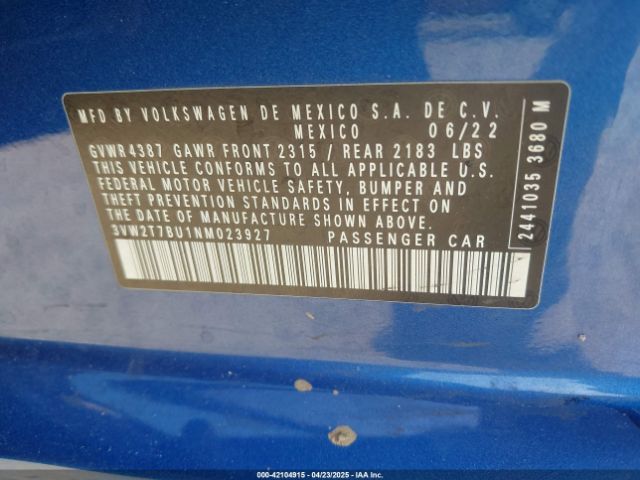 MFD BY VOLKSWAGEN DE MEXICO S.A. DE C.V.
MEXICO 06/22
GVWR 4387 GAWR FRONT 2315 / REAR 2183 LBS
THIS VEHICLE CONFORMS TO ALL APPLICABLE U.S.
FEDERAL MOTOR VEHICLE SAFETY, BUMPER AND
THEFT PREVENTION STANDARDS IN EFFECT ON
THE DATE OF MANUFACTURE SHOWN ABOVE.
3VW2T7BU1NM023927 PASSENGER CAR
2441035 3680 M
000-42104915 - 04/23/2025 - IAA Inc.